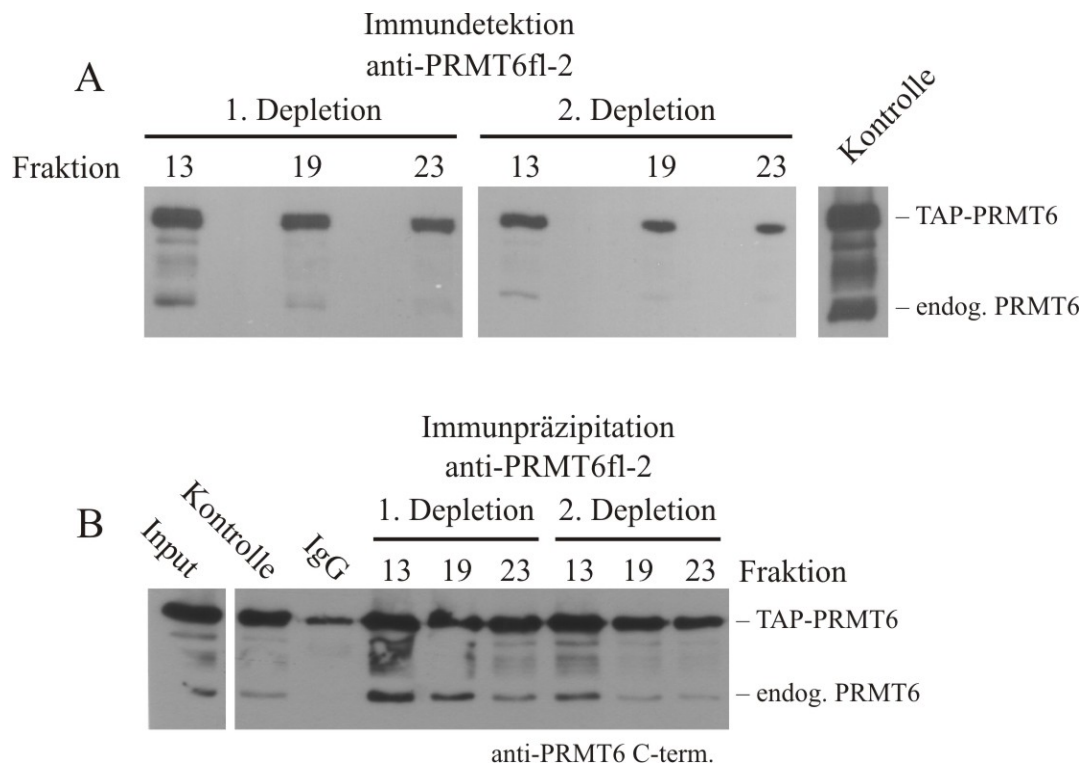 A
Immundetektion
anti-PRMT6fl-2
1. Depletion 2. Depletion
Kontrolle
Fraktion 13 19 23 13 19 23
– TAP-PRMT6
– endog. PRMT6
B
Immunpräzipitation
anti-PRMT6fl-2
1. Depletion 2. Depletion
Input Kontrolle IgG 13 19 23 13 19 23 Fraktion
– TAP-PRMT6
– endog. PRMT6
anti-PRMT6 C-term.